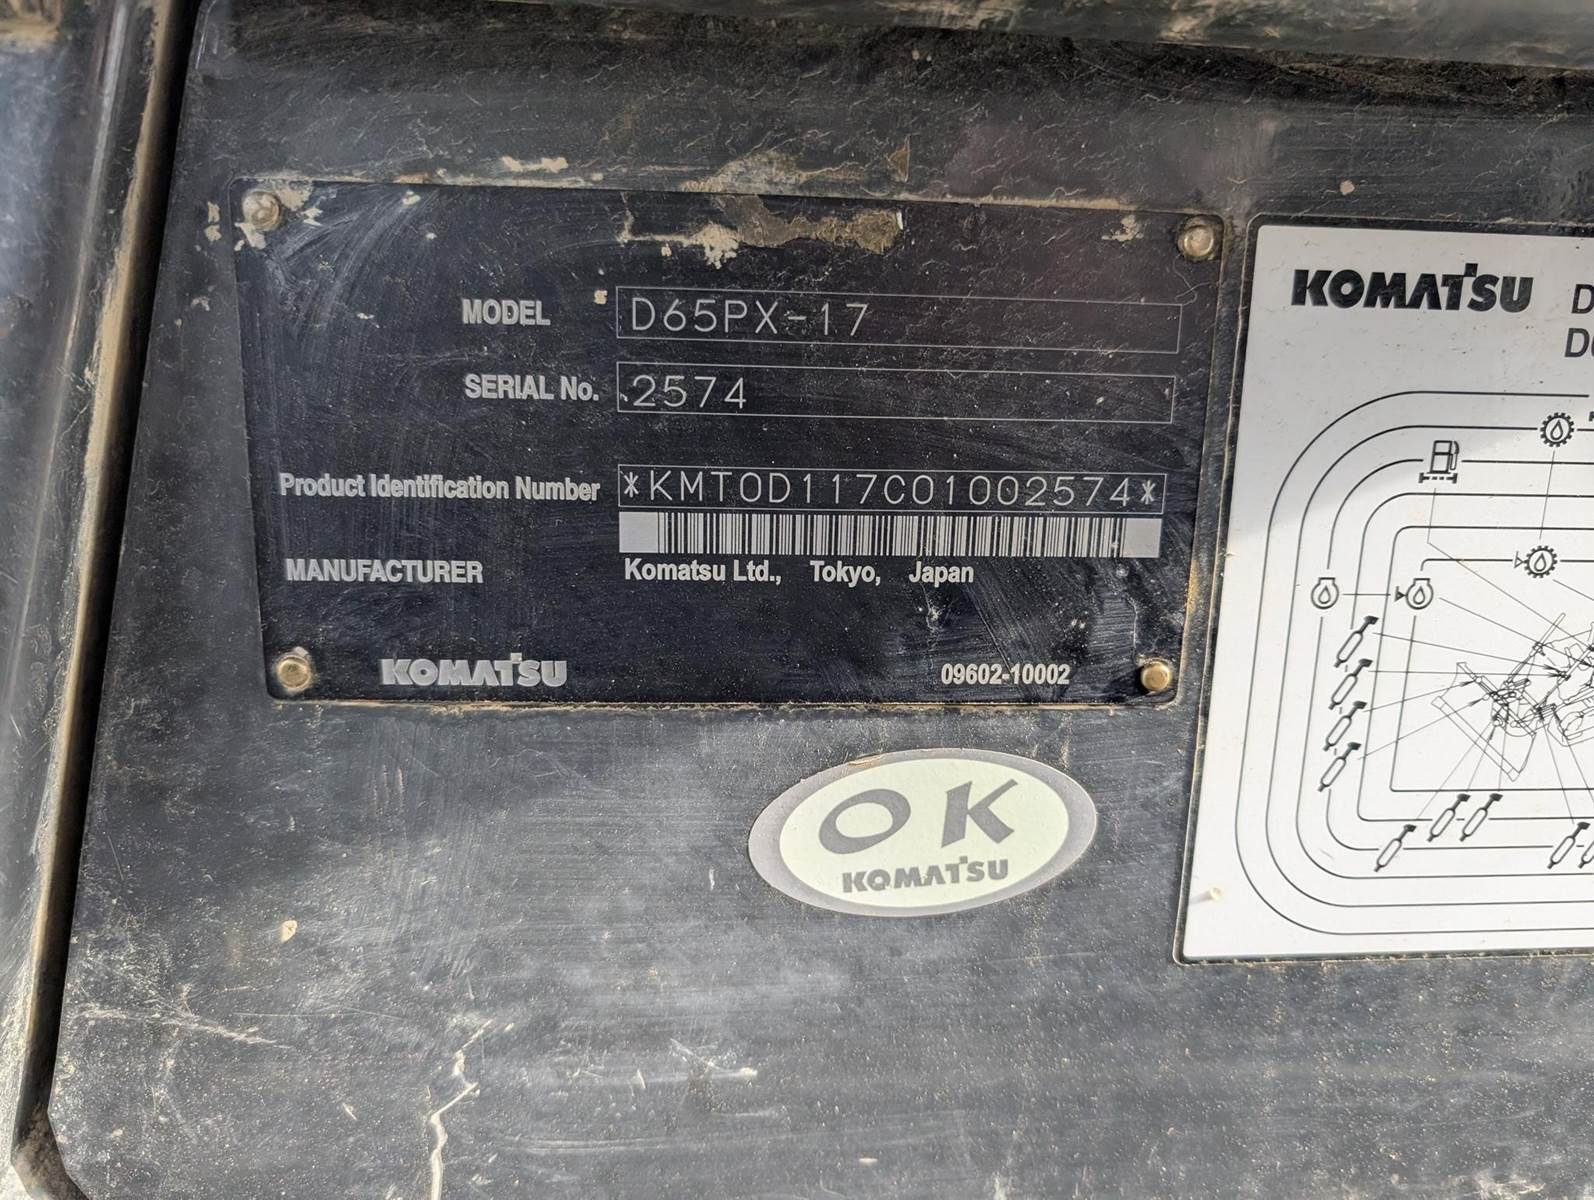 MODEL D65PX-17
SERIAL No. 2574
Product Identification Number *KMT0D117C01002574*
MANUFACTURER Komatsu Ltd., Tokyo, Japan
KOMATSU 09602-10002
OK
KOMATSU
KOMATSU